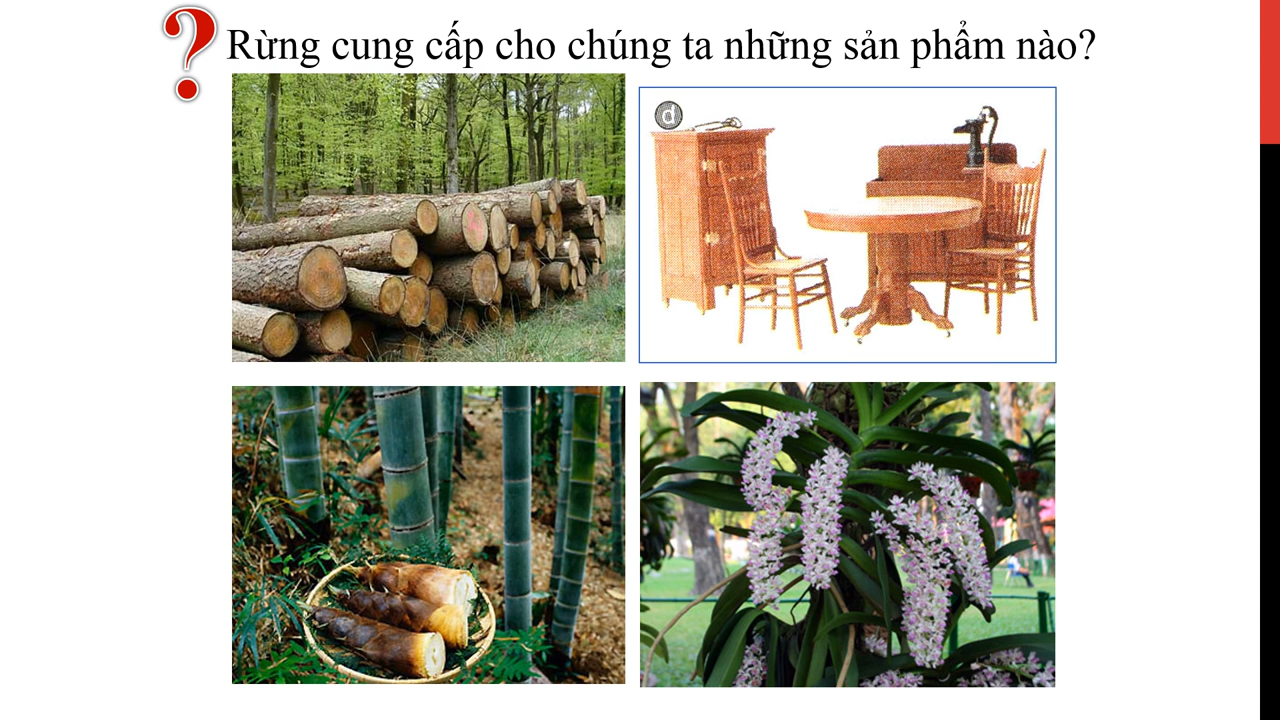 ? Rừng cung cấp cho chúng ta những sản phẩm nào?
d